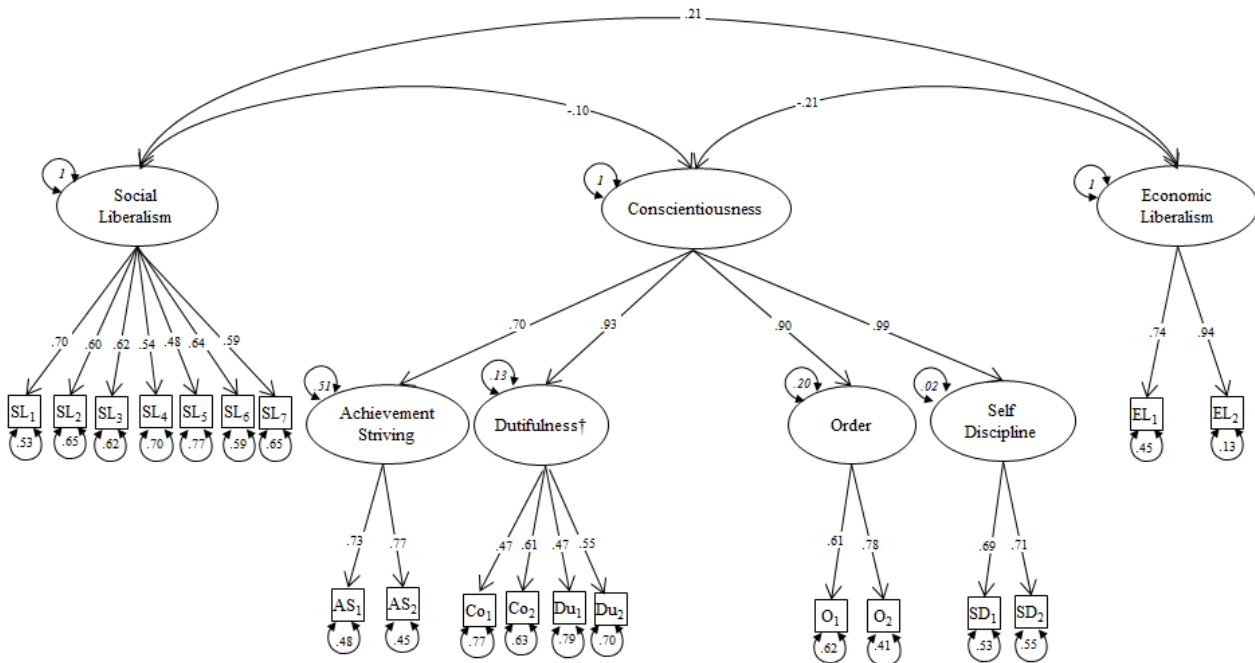 .21
-.10
-.21
1
Social
Liberalism
1
Conscientiousness
1
Economic
Liberalism
.70
.60
.62
.54
.48
.64
.59
.70
.93
.90
.99
.74
.94
SL₁
SL₂
SL₃
SL₄
SL₅
SL₆
SL₇
.53
.65
.62
.70
.77
.59
.65
.51
Achievement
Striving
.13
Dutifulness†
.20
Order
.02
Self
Discipline
EL₁
EL₂
.45
.13
.73
.77
.47
.61
.47
.55
.61
.78
.69
.71
AS₁
AS₂
Co₁
Co₂
Du₁
Du₂
O₁
O₂
SD₁
SD₂
.48
.45
.77
.63
.79
.70
.62
.41
.53
.55